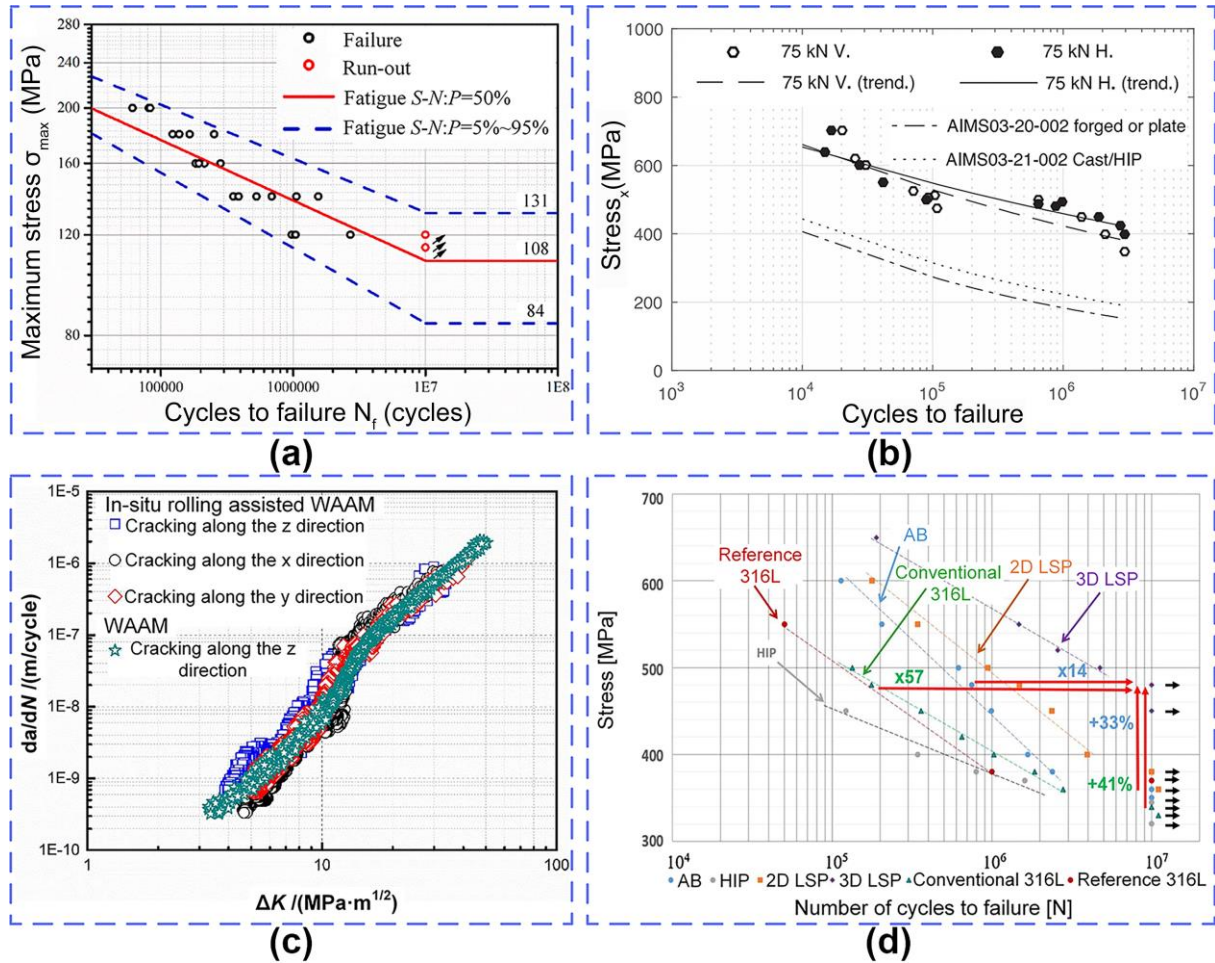 280
240
200
160
120
80
Maximum stress σmax (MPa)
Failure
Run-out
Fatigue S-N:P=50%
Fatigue S-N:P=5%~95%
131
108
84
100000 1000000 1E7 1E8
Cycles to failure Nf (cycles)
(a)
1000
800
600
400
200
0
Stressx(MPa)
75 kN V. 75 kN H.
75 kN V. (trend.) 75 kN H. (trend.)
AIMS03-20-002 forged or plate
AIMS03-21-002 Cast/HIP
10³ 10⁴ 10⁵ 10⁶ 10⁷
Cycles to failure
(b)
1E-5
1E-6
1E-7
1E-8
1E-9
1E-10
da/dN /(m/cycle)
In-situ rolling assisted WAAM
Cracking along the z direction
Cracking along the x direction
Cracking along the y direction
WAAM
Cracking along the z
direction
1 10 100
ΔK /(MPa·m1/2)
(c)
700
600
500
400
300
Stress [MPa]
Reference
316L
AB
Conventional
316L
2D LSP
3D LSP
HIP
x57
x14
+33%
+41%
10⁴ 10⁵ 10⁶ 10⁷
AB HIP 2D LSP 3D LSP Conventional 316L Reference 316L
Number of cycles to failure [N]
(d)